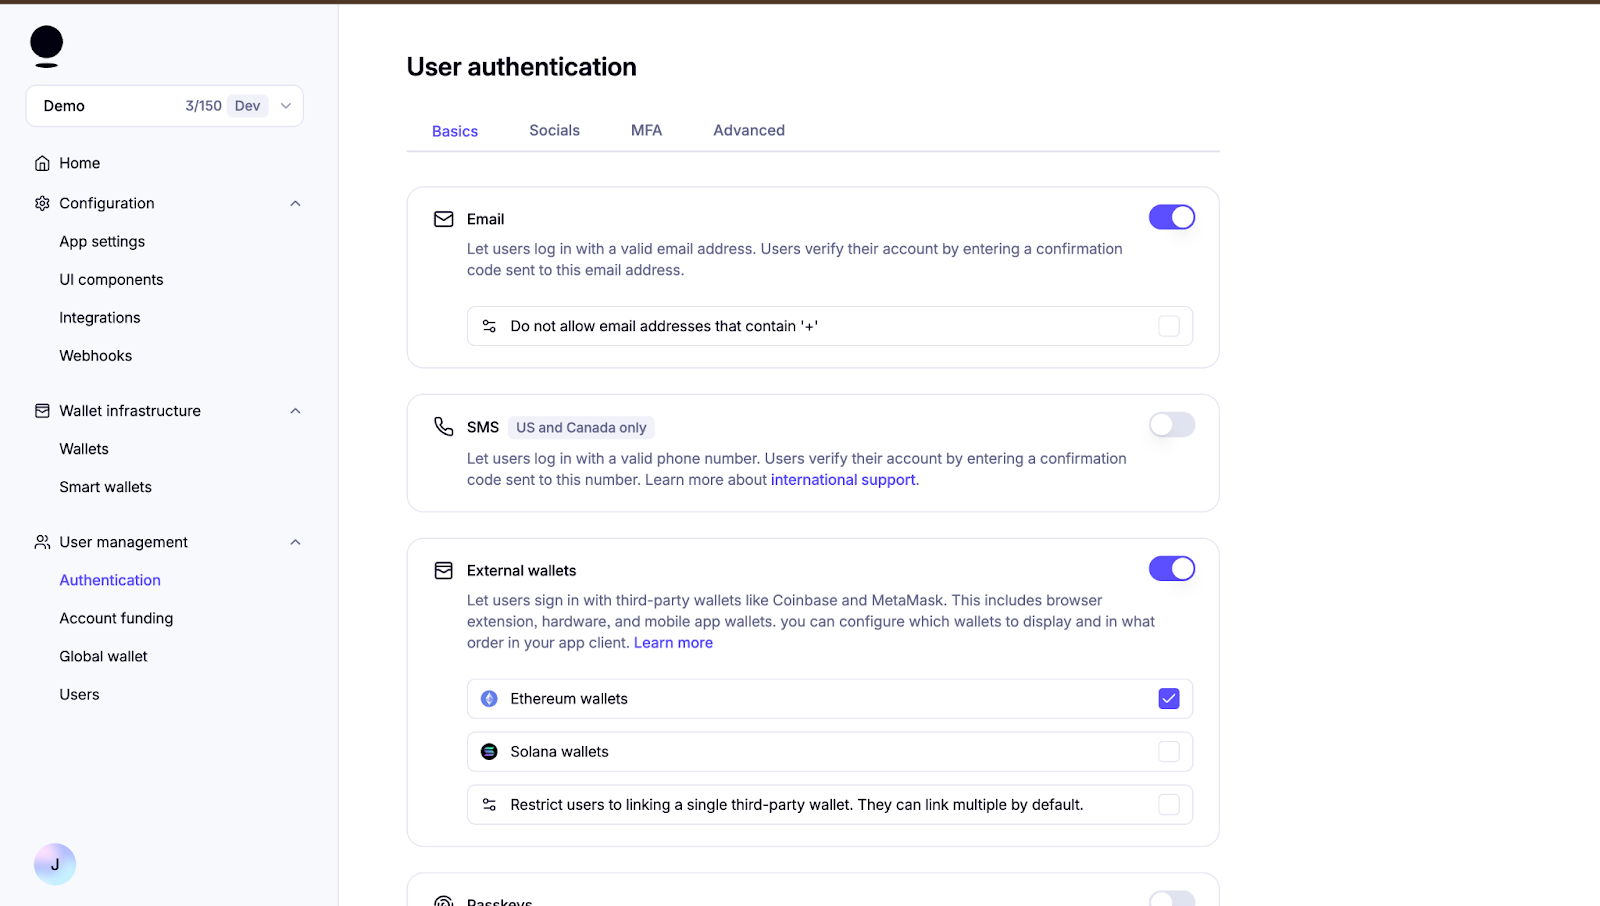 Demo 3/150 Dev
Home
Configuration
App settings
UI components
Integrations
Webhooks
Wallet infrastructure
Wallets
Smart wallets
User management
Authentication
Account funding
Global wallet
Users
J
User authentication
Basics Socials MFA Advanced
Email
Let users log in with a valid email address. Users verify their account by entering a confirmation
code sent to this email address.
Do not allow email addresses that contain '+'
SMS US and Canada only
Let users log in with a valid phone number. Users verify their account by entering a confirmation
code sent to this number. Learn more about international support.
External wallets
Let users sign in with third-party wallets like Coinbase and MetaMask. This includes browser
extension, hardware, and mobile app wallets. you can configure which wallets to display and in what
order in your app client. Learn more
Ethereum wallets
Solana wallets
Restrict users to linking a single third-party wallet. They can link multiple by default.
Passkeys